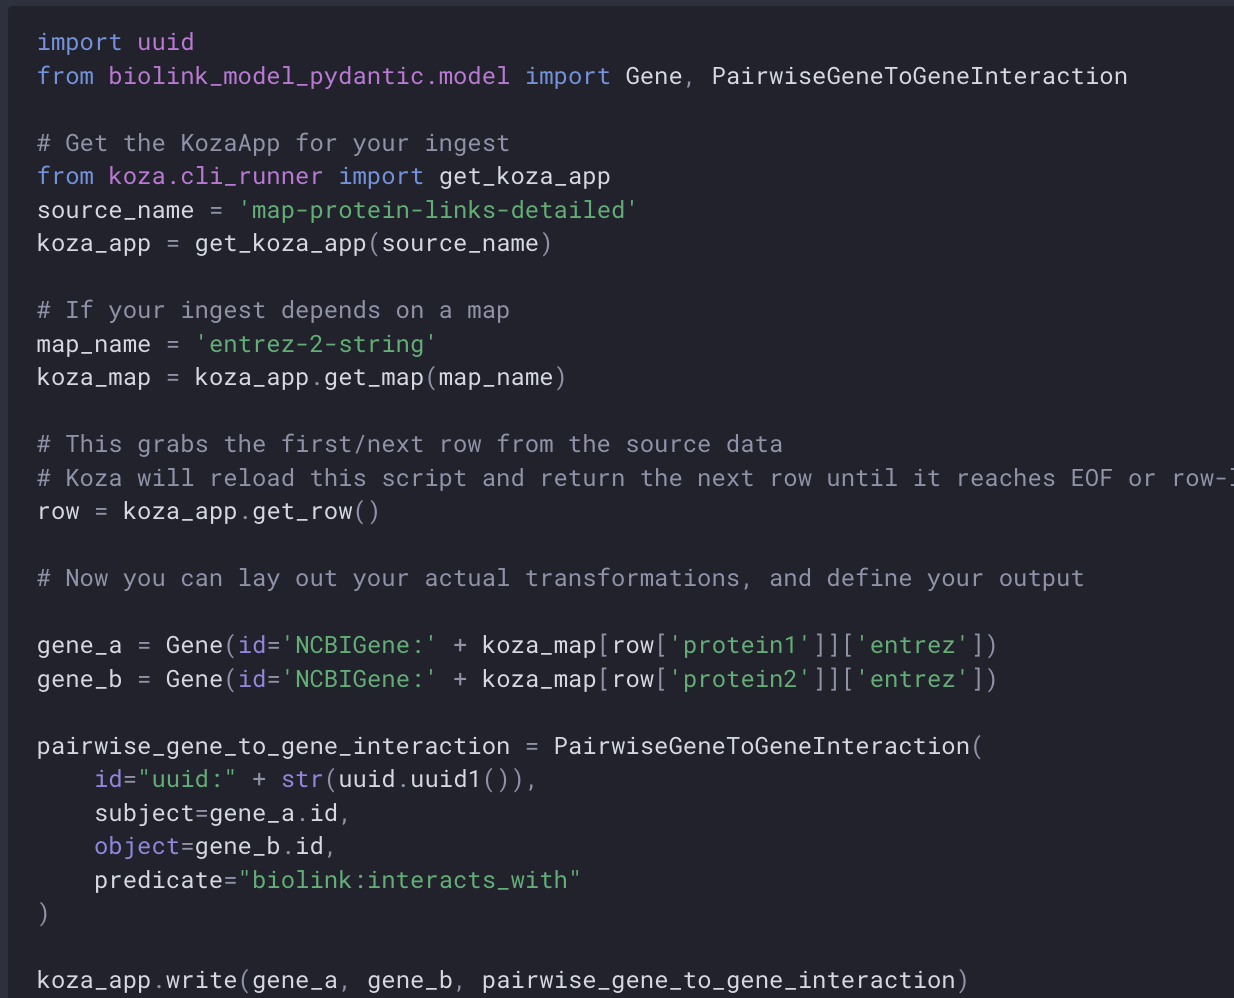 import uuid
from biolink_model_pydantic.model import Gene, PairwiseGeneToGeneInteraction

# Get the KozaApp for your ingest
from koza.cli_runner import get_koza_app
source_name = 'map-protein-links-detailed'
koza_app = get_koza_app(source_name)

# If your ingest depends on a map
map_name = 'entrez-2-string'
koza_map = koza_app.get_map(map_name)

# This grabs the first/next row from the source data
# Koza will reload this script and return the next row until it reaches EOF or row-
row = koza_app.get_row()

# Now you can lay out your actual transformations, and define your output

gene_a = Gene(id='NCBIGene:' + koza_map[row['protein1']]['entrez'])
gene_b = Gene(id='NCBIGene:' + koza_map[row['protein2']]['entrez'])

pairwise_gene_to_gene_interaction = PairwiseGeneToGeneInteraction(
    id="uuid:" + str(uuid.uuid1()),
    subject=gene_a.id,
    object=gene_b.id,
    predicate="biolink:interacts_with"
)

koza_app.write(gene_a, gene_b, pairwise_gene_to_gene_interaction)